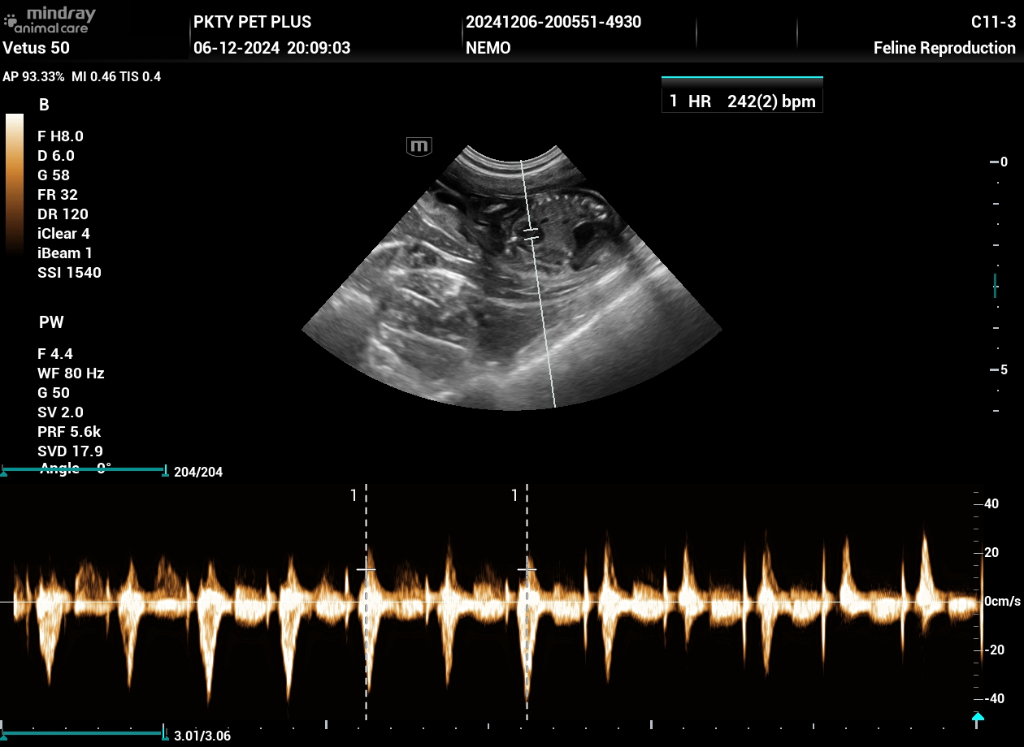 mindray
animal care
PKTY PET PLUS
20241206-200551-4930
C11-3
Vetus 50
06-12-2024 20:09:03
NEMO
Feline Reproduction
AP 93.33% MI 0.46 TIS 0.4
1 HR 242(2) bpm
B
F H8.0
D 6.0
G 58
FR 32
DR 120
iClear 4
iBeam 1
SSI 1540
m
0
5
PW
F 4.4
WF 80 Hz
G 50
SV 2.0
PRF 5.6k
SVD 17.9
Angle 0°
204/204
1
1
40
20
0cm/s
-20
-40
3.01/3.06